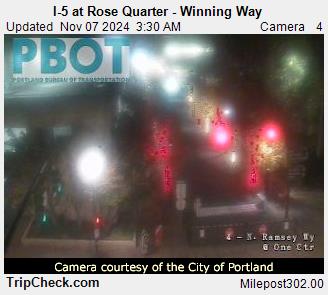 I-5 at Rose Quarter - Winning Way
Updated Nov 07 2024 3:30 AM Camera 4
PBOT
PORTLAND BUREAU OF TRANSPORTATION
4 - N. Ramsey Wy
@ One Ctr
Camera courtesy of the City of Portland
TripCheck.com Milepost302.00